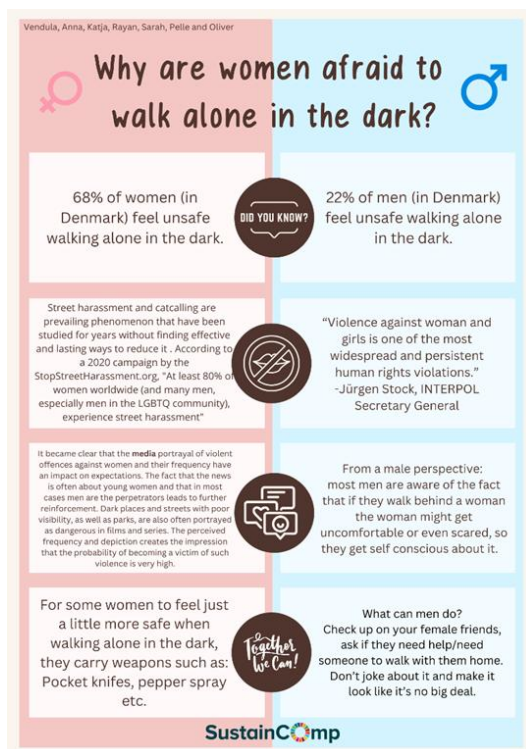 Vendula, Anna, Katja, Rayan, Sarah, Pelle and Oliver
Why are women afraid to
walk alone in the dark?
68% of women (in
Denmark) feel unsafe
walking alone in the dark.
DID YOU KNOW?
22% of men (in Denmark)
feel unsafe walking alone
in the dark.
Street harassment and catcalling are
prevailing phenomenon that have been
studied for years without finding effective
and lasting ways to reduce it . According to
a 2020 campaign by the
StopStreetHarassment.org, "At least 80% of
women worldwide (and many men,
especially men in the LGBTQ community),
experience street harassment”
“Violence against woman and
girls is one of the most
widespread and persistent
human rights violations.”
-Jürgen Stock, INTERPOL
Secretary General
It became clear that the media portrayal of violent
offences against women and their frequency have
an impact on expectations. The fact that the news
is often about young women and that in most
cases men are the perpetrators leads to further
reinforcement. Dark places and streets with poor
visibility, as well as parks, are also often portrayed
as dangerous in films and series. The perceived
frequency and depiction creates the impression
that the probability of becoming a victim of such
violence is very high.
From a male perspective:
most men are aware of the fact
that if they walk behind a woman
the woman might get
uncomfortable or even scared, so
they get self conscious about it.
For some women to feel just
a little more safe when
walking alone in the dark,
they carry weapons such as:
Pocket knifes, pepper spray
etc.
Together
We Can!
What can men do?
Check up on your female friends,
ask if they need help/need
someone to walk with them home.
Don’t joke about it and make it
look like it’s no big deal.
SustainComp